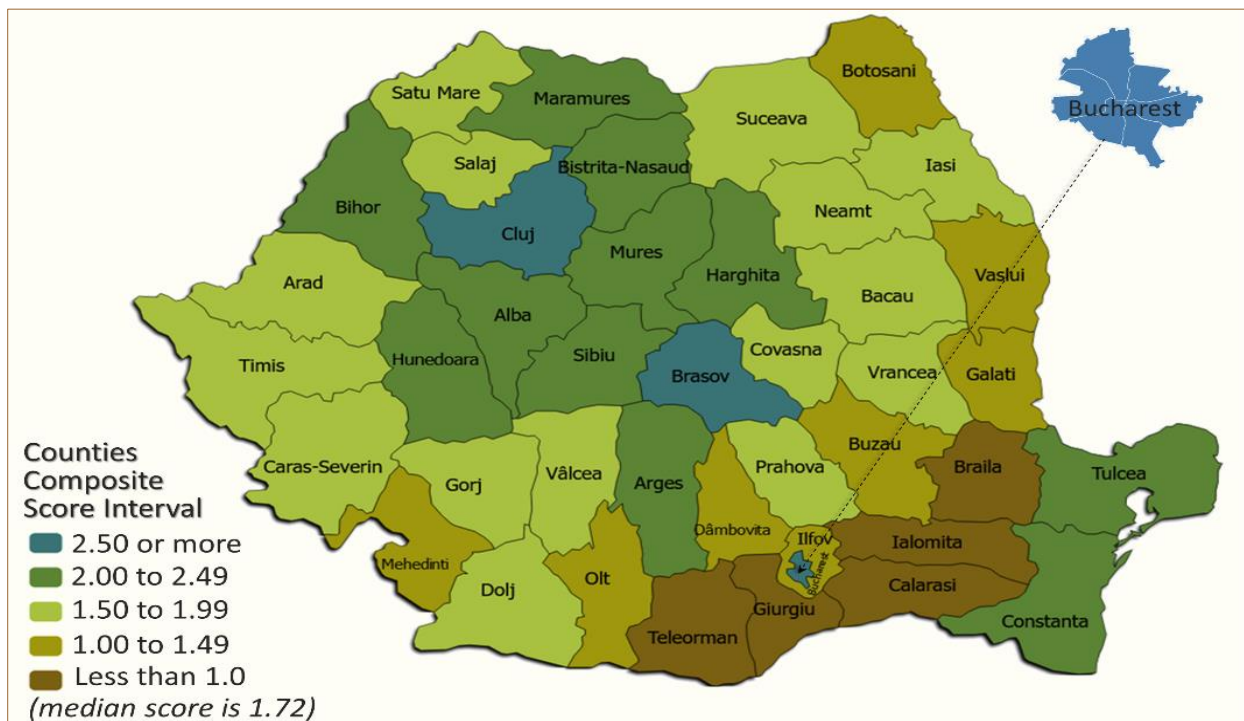 Botosani
Satu Mare
Maramures
Bucharest
Suceava
Salaj
Bistrita-Nasaud
Iasi
Bihor
Neamt
Cluj
Mures
Harghita
Vaslui
Arad
Bacau
Alba
Covasna
Timis
Hunedoara
Sibiu
Brasov
Vrancea
Galati
Buzau
Caras-Severin
Gorj
Vâlcea
Arges
Prahova
Braila
Tulcea
Dâmbovita
Ilfov
Ialomita
Mehedinti
Bucharest
Dolj
Olt
Calarasi
Giurgiu
Constanta
Teleorman
Counties
Composite
Score Interval
2.50 or more
2.00 to 2.49
1.50 to 1.99
1.00 to 1.49
Less than 1.0
(median score is 1.72)